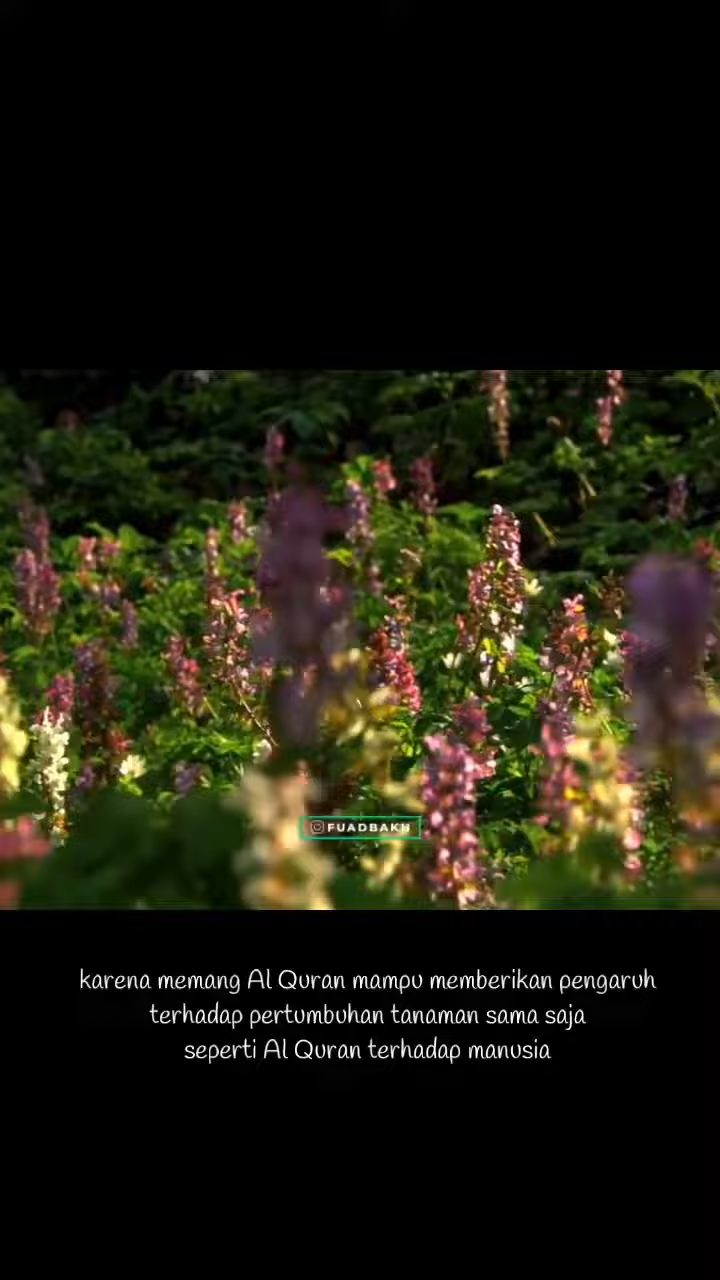 FUADBAKH
karena memang Al Quran mampu memberikan pengaruh
terhadap pertumbuhan tanaman sama saja
seperti Al Quran terhadap manusia